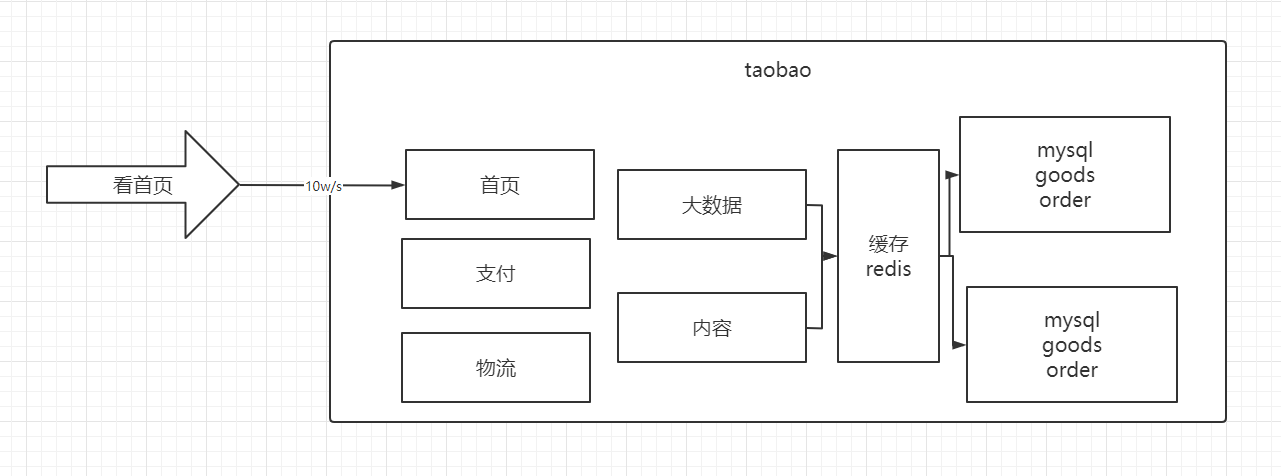 taobao
看首页
10w/s
首页
支付
物流
大数据
内容
缓存
redis
mysql
goods
order
mysql
goods
order